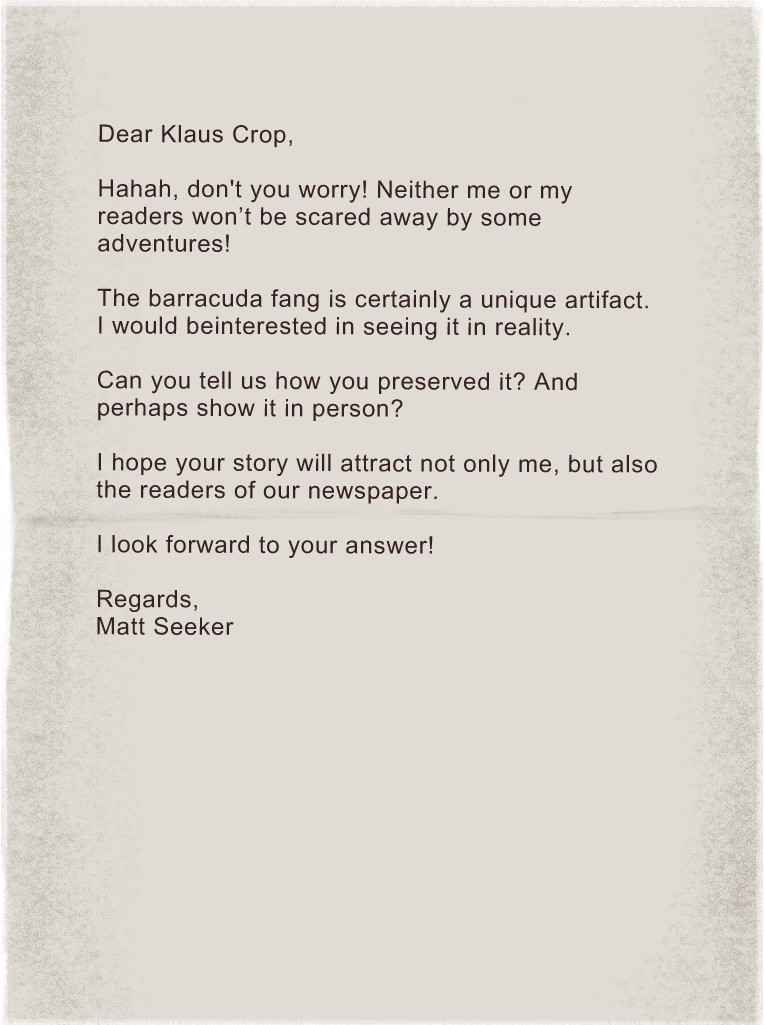 Dear Klaus Crop,
Hahah, don't you worry! Neither me or my
readers won’t be scared away by some
adventures!
The barracuda fang is certainly a unique artifact.
I would beinterested in seeing it in reality.
Can you tell us how you preserved it? And
perhaps show it in person?
I hope your story will attract not only me, but also
the readers of our newspaper.
I look forward to your answer!
Regards,
Matt Seeker